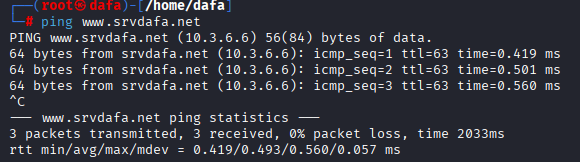 ┌──(root㉿dafa)-[/home/dafa]
└─# ping www.srvdafa.net
PING www.srvdafa.net (10.3.6.6) 56(84) bytes of data.
64 bytes from srvdafa.net (10.3.6.6): icmp_seq=1 ttl=63 time=0.419 ms
64 bytes from srvdafa.net (10.3.6.6): icmp_seq=2 ttl=63 time=0.501 ms
64 bytes from srvdafa.net (10.3.6.6): icmp_seq=3 ttl=63 time=0.560 ms
^C
--- www.srvdafa.net ping statistics ---
3 packets transmitted, 3 received, 0% packet loss, time 2033ms
rtt min/avg/max/mdev = 0.419/0.493/0.560/0.057 ms